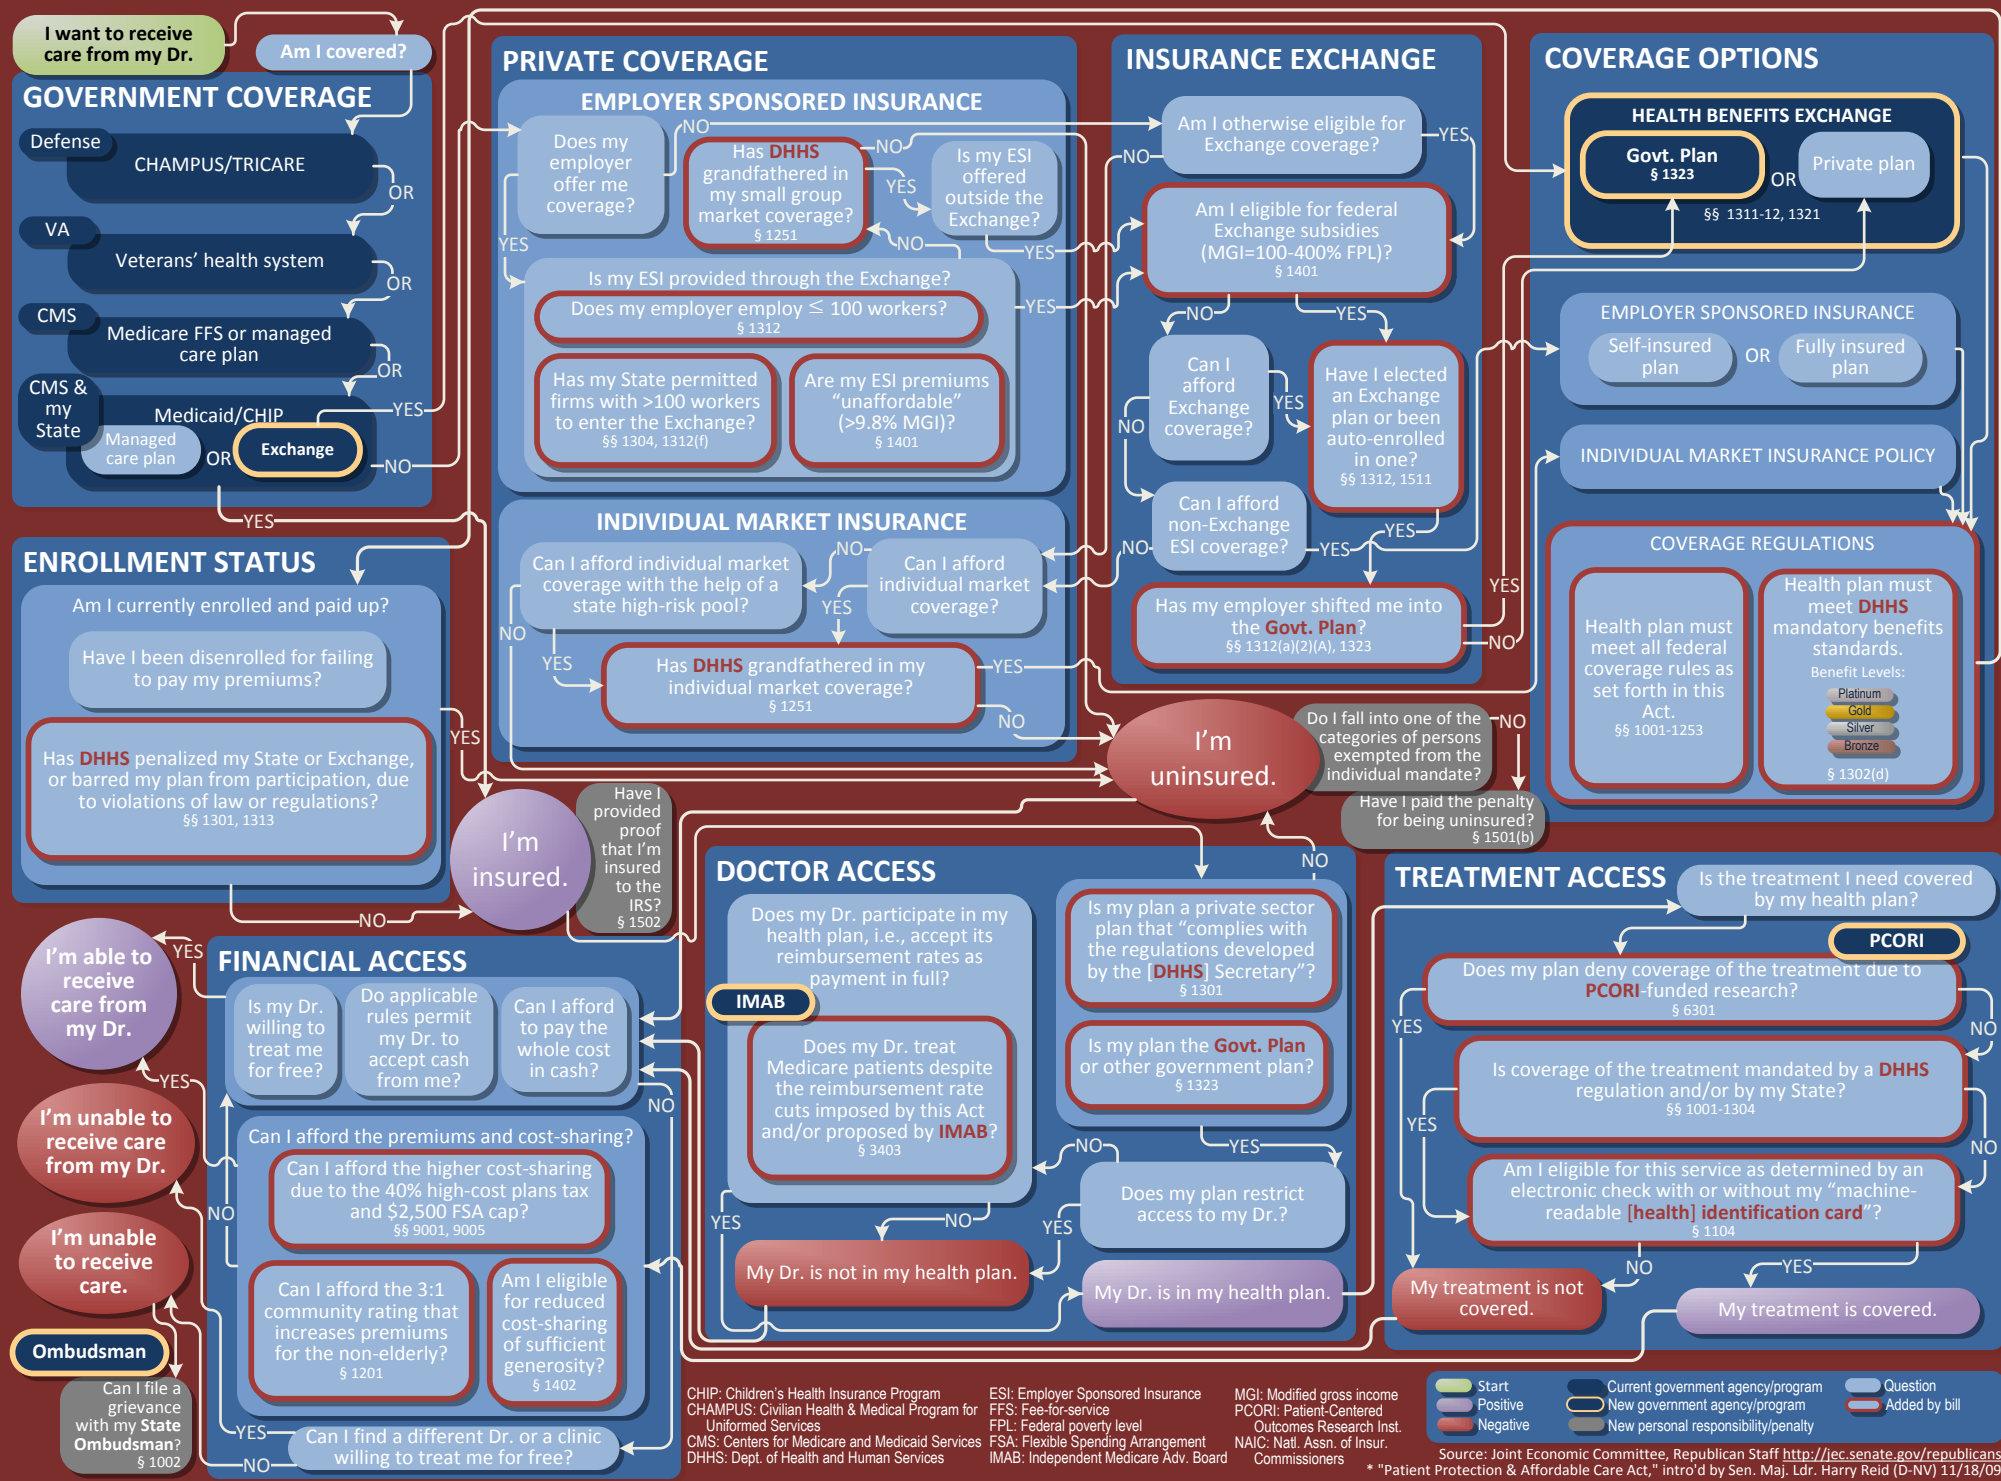 I want to receive
care from my Dr.
Am I covered?
GOVERNMENT COVERAGE
Defense
CHAMPUS/TRICARE
OR
VA
Veterans’ health system
OR
CMS
Medicare FFS or managed
care plan
OR
CMS &
my
State
Medicaid/CHIP
YES
Managed
care plan
OR
Exchange
NO
YES
ENROLLMENT STATUS
Am I currently enrolled and paid up?
Have I been disenrolled for failing
to pay my premiums?
YES
Has DHHS penalized my State or Exchange,
or barred my plan from participation, due
to violations of law or regulations?
§§ 1301, 1313
NO
I’m
insured.
Have I
provided
proof
that I’m
insured
to the
IRS?
§ 1502
PRIVATE COVERAGE
EMPLOYER SPONSORED INSURANCE
Does my
employer
offer me
coverage?
NO
YES
Has DHHS
grandfathered in
my small group
market coverage?
§ 1251
NO
YES
Is my ESI
offered
outside the
Exchange?
NO
YES
Is my ESI provided through the Exchange?
Does my employer employ ≤ 100 workers?
§ 1312
YES
Has my State permitted
firms with >100 workers
to enter the Exchange?
§§ 1304, 1312(f)
Are my ESI premiums
“unaffordable”
(>9.8% MGI)?
§ 1401
INDIVIDUAL MARKET INSURANCE
Can I afford individual market
coverage with the help of a
state high-risk pool?
NO
Can I afford
individual market
coverage?
YES
NO
YES
Has DHHS grandfathered in my
individual market coverage?
§ 1251
YES
NO
INSURANCE EXCHANGE
Am I otherwise eligible for
Exchange coverage?
YES
NO
Am I eligible for federal
Exchange subsidies
(MGI=100-400% FPL)?
§ 1401
NO
YES
Can I
afford
Exchange
coverage?
YES
NO
Have I elected
an Exchange
plan or been
auto-enrolled
in one?
§§ 1312, 1511
YES
Can I afford
non-Exchange
ESI coverage?
NO
YES
Has my employer shifted me into
the Govt. Plan?
§§ 1312(a)(2)(A), 1323
YES
NO
COVERAGE OPTIONS
HEALTH BENEFITS EXCHANGE
Govt. Plan
§ 1323
OR
Private plan
§§ 1311-12, 1321
EMPLOYER SPONSORED INSURANCE
Self-insured
plan
OR
Fully insured
plan
INDIVIDUAL MARKET INSURANCE POLICY
COVERAGE REGULATIONS
Health plan must
meet all federal
coverage rules as
set forth in this
Act.
§§ 1001-1253
Health plan must
meet DHHS
mandatory benefits
standards.
Benefit Levels:
Platinum
Gold
Silver
Bronze
§ 1302(d)
I’m
uninsured.
Do I fall into one of the
categories of persons
exempted from the
individual mandate?
NO
Have I paid the penalty
for being uninsured?
§ 1501(b)
I’m able to
receive
care from
my Dr.
YES
YES
I’m unable to
receive care
from my Dr.
I’m unable
to receive
care.
Ombudsman
Can I file a
grievance
with my State
Ombudsman?
§ 1002
FINANCIAL ACCESS
Is my Dr.
willing to
treat me
for free?
Do applicable
rules permit
my Dr. to
accept cash
from me?
Can I afford
to pay the
whole cost
in cash?
NO
Can I afford the premiums and cost-sharing?
Can I afford the higher cost-sharing
due to the 40% high-cost plans tax
and $2,500 FSA cap?
§§ 9001, 9005
NO
Can I afford the 3:1
community rating that
increases premiums
for the non-elderly?
§ 1201
Am I eligible
for reduced
cost-sharing
of sufficient
generosity?
§ 1402
YES
NO
Can I find a different Dr. or a clinic
willing to treat me for free?
DOCTOR ACCESS
Does my Dr. participate in my
health plan, i.e., accept its
reimbursement rates as
payment in full?
IMAB
Does my Dr. treat
Medicare patients despite
the reimbursement rate
cuts imposed by this Act
and/or proposed by IMAB?
§ 3403
YES
NO
NO
Is my plan a private sector
plan that “complies with
the regulations developed
by the [DHHS] Secretary”?
§ 1301
Is my plan the Govt. Plan
or other government plan?
§ 1323
YES
NO
Does my plan restrict
access to my Dr.?
YES
My Dr. is not in my health plan.
My Dr. is in my health plan.
TREATMENT ACCESS
Is the treatment I need covered
by my health plan?
PCORI
Does my plan deny coverage of the treatment due to
PCORI-funded research?
§ 6301
YES
NO
Is coverage of the treatment mandated by a DHHS
regulation and/or by my State?
§§ 1001-1304
YES
NO
Am I eligible for this service as determined by an
electronic check with or without my “machine-
readable [health] identification card”?
§ 1104
NO
YES
My treatment is not
covered.
My treatment is covered.
CHIP: Children’s Health Insurance Program
CHAMPUS: Civilian Health & Medical Program for
Uniformed Services
CMS: Centers for Medicare and Medicaid Services
DHHS: Dept. of Health and Human Services
ESI: Employer Sponsored Insurance
FFS: Fee-for-service
FPL: Federal poverty level
FSA: Flexible Spending Arrangement
IMAB: Independent Medicare Adv. Board
MGI: Modified gross income
PCORI: Patient-Centered
Outcomes Research Inst.
NAIC: Natl. Assn. of Insur.
Commissioners
Start
Positive
Negative
Current government agency/program
New government agency/program
New personal responsibility/penalty
Question
Added by bill
Source: Joint Economic Committee, Republican Staff http://jec.senate.gov/republicans
* "Patient Protection & Affordable Care Act," intro'd by Sen. Maj. Ldr. Harry Reid (D-NV) 11/18/09